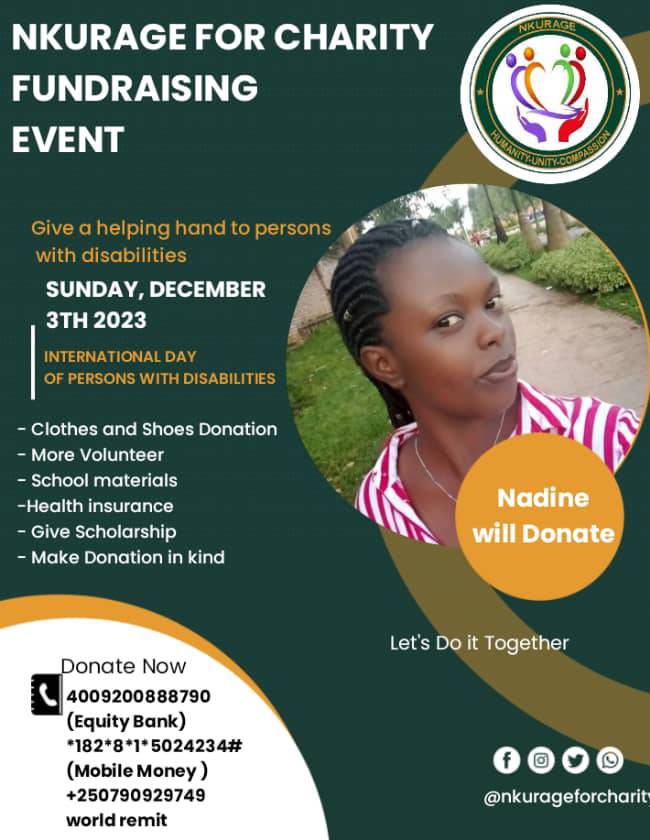 NKURAGE FOR CHARITY
FUNDRAISING
EVENT
NKURAGE
HUMANITY-UNITY-COMPASSION
Give a helping hand to persons
with disabilities
SUNDAY, DECEMBER
3TH 2023
INTERNATIONAL DAY
OF PERSONS WITH DISABILITIES
- Clothes and Shoes Donation
- More Volunteer
- School materials
-Health insurance
- Give Scholarship
- Make Donation in kind
Nadine
will Donate
Let's Do it Together
Donate Now
4009200888790
(Equity Bank)
*182*8*1*5024234#
(Mobile Money )
+250790929749
world remit
@nkurageforcharity